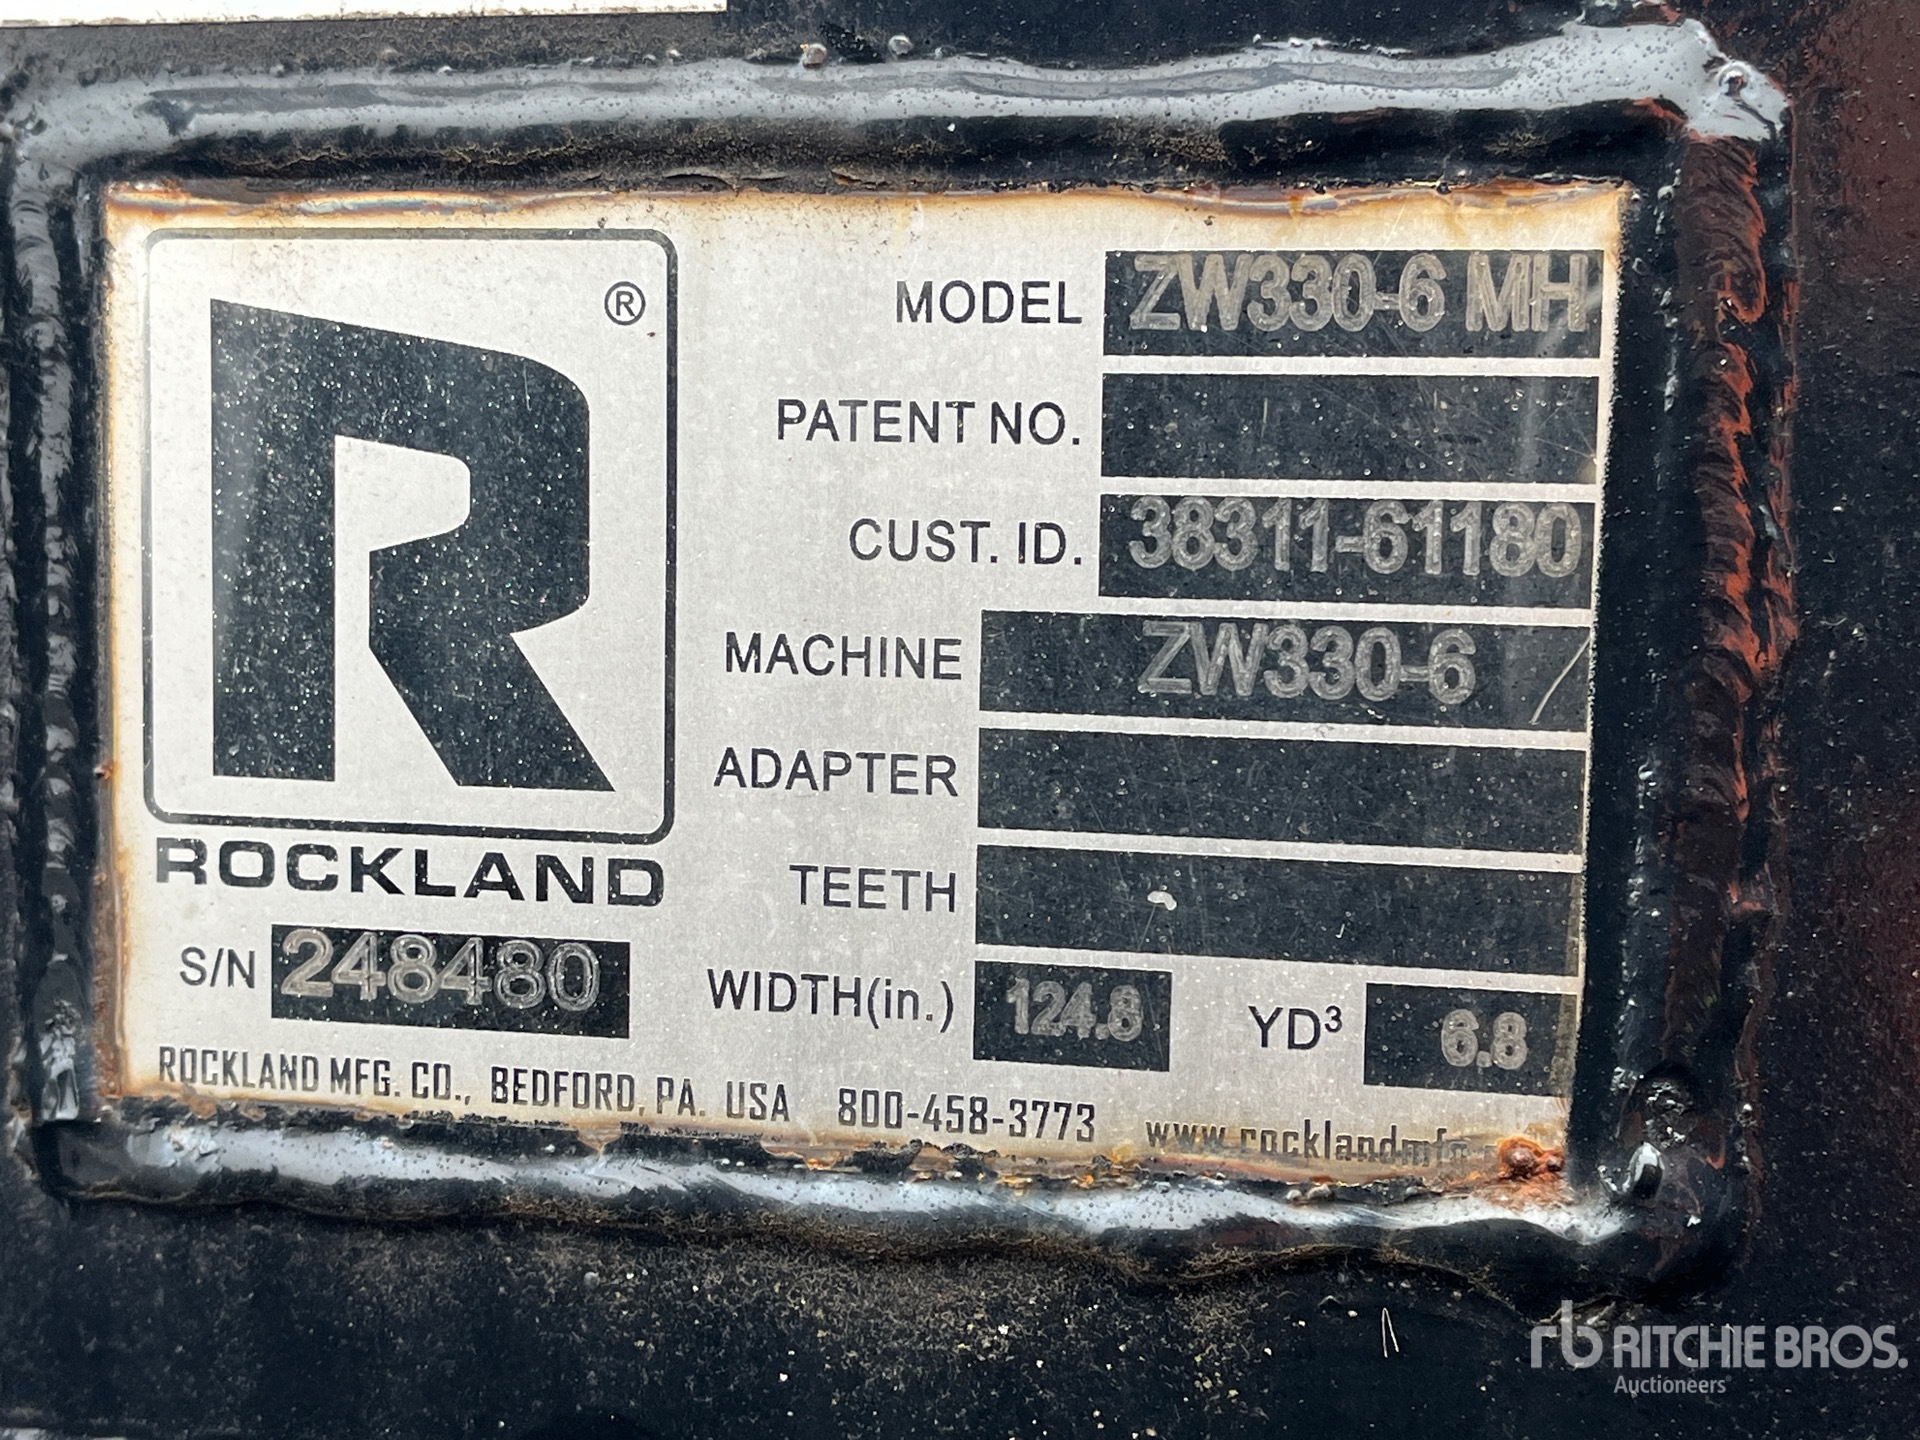 R ®
ROCKLAND
S/N 248480
MODEL ZW330-6 MH
PATENT NO.
CUST. ID. 38311-61180
MACHINE ZW330-6
ADAPTER
TEETH
WIDTH(in.) 124.8 YD³ 6.8
ROCKLAND MFG. CO., BEDFORD, PA. USA 800-458-3773
rb RITCHIE BROS.
Auctioneers